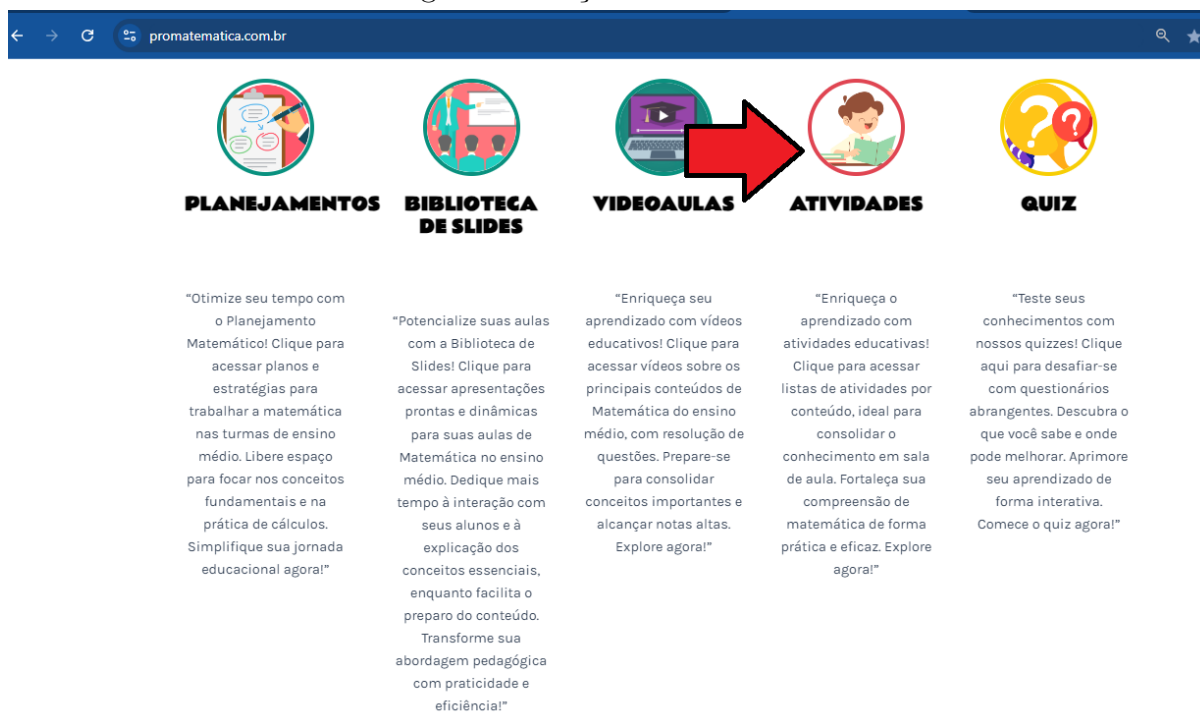 promatematica.com.br
PLANEJAMENTOS
BIBLIOTECA
DE SLIDES
VIDEOAULAS
ATIVIDADES
QUIZ
“Otimize seu tempo com
o Planejamento
Matemático! Clique para
acessar planos e
estratégias para
trabalhar a matemática
nas turmas de ensino
médio. Libere espaço
para focar nos conceitos
fundamentais e na
prática de cálculos.
Simplifique sua jornada
educacional agora!”
“Potencialize suas aulas
com a Biblioteca de
Slides! Clique para
acessar apresentações
prontas e dinâmicas
para suas aulas de
Matemática no ensino
médio. Dedique mais
tempo à interação com
seus alunos e à
explicação dos
conceitos essenciais,
enquanto facilita o
preparo do conteúdo.
Transforme sua
abordagem pedagógica
com praticidade e
eficiência!”
“Enriqueça seu
aprendizado com vídeos
educativos! Clique para
acessar vídeos sobre os
principais conteúdos de
Matemática do ensino
médio, com resolução de
questões. Prepare-se
para consolidar
conceitos importantes e
alcançar notas altas.
Explore agora!”
“Enriqueça o
aprendizado com
atividades educativas!
Clique para acessar
listas de atividades por
conteúdo, ideal para
consolidar o
conhecimento em sala
de aula. Fortaleça sua
compreensão de
matemática de forma
prática e eficaz. Explore
agora!”
“Teste seus
conhecimentos com
nossos quizzes! Clique
aqui para desafiar-se
com questionários
abrangentes. Descubra o
que você sabe e onde
pode melhorar. Aprimore
seu aprendizado de
forma interativa.
Comece o quiz agora!”